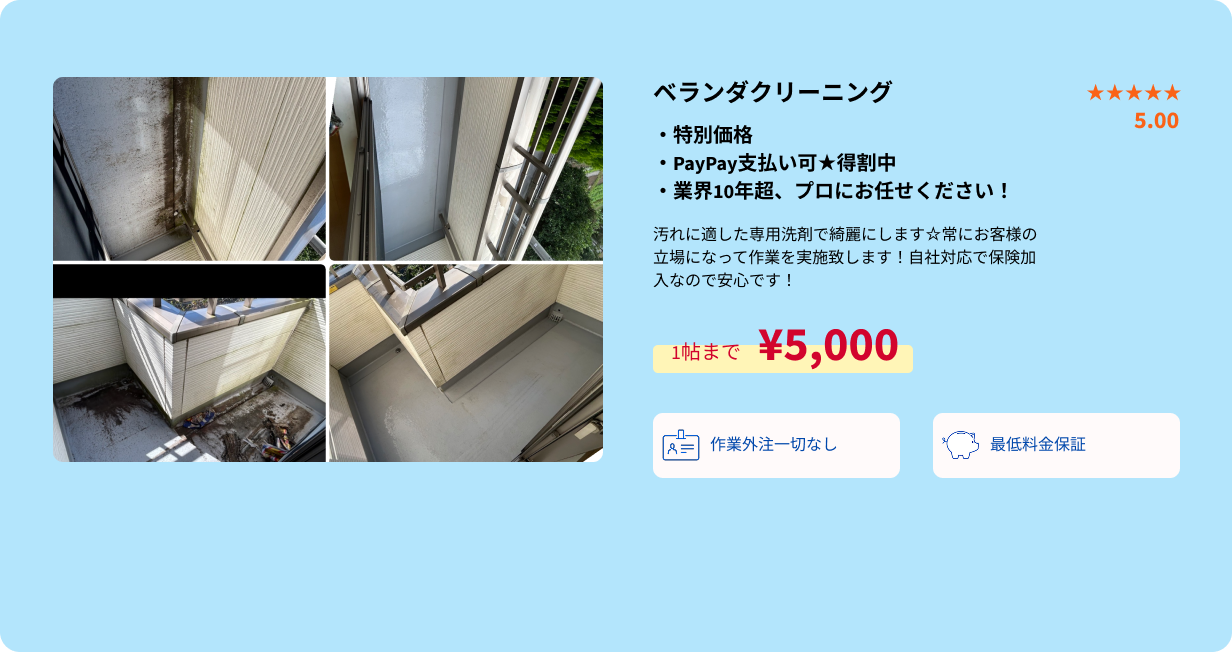 ベランダクリーニング
★★★★★
5.00
・特別価格
・PayPay支払い可★得割中
・業界10年超、プロにお任せください！
汚れに適した専用洗剤で綺麗にします☆常にお客様の
立場になって作業を実施致します！自社対応で保険加
入なので安心です！
1帖まで ¥5,000
作業外注一切なし
最低料金保証